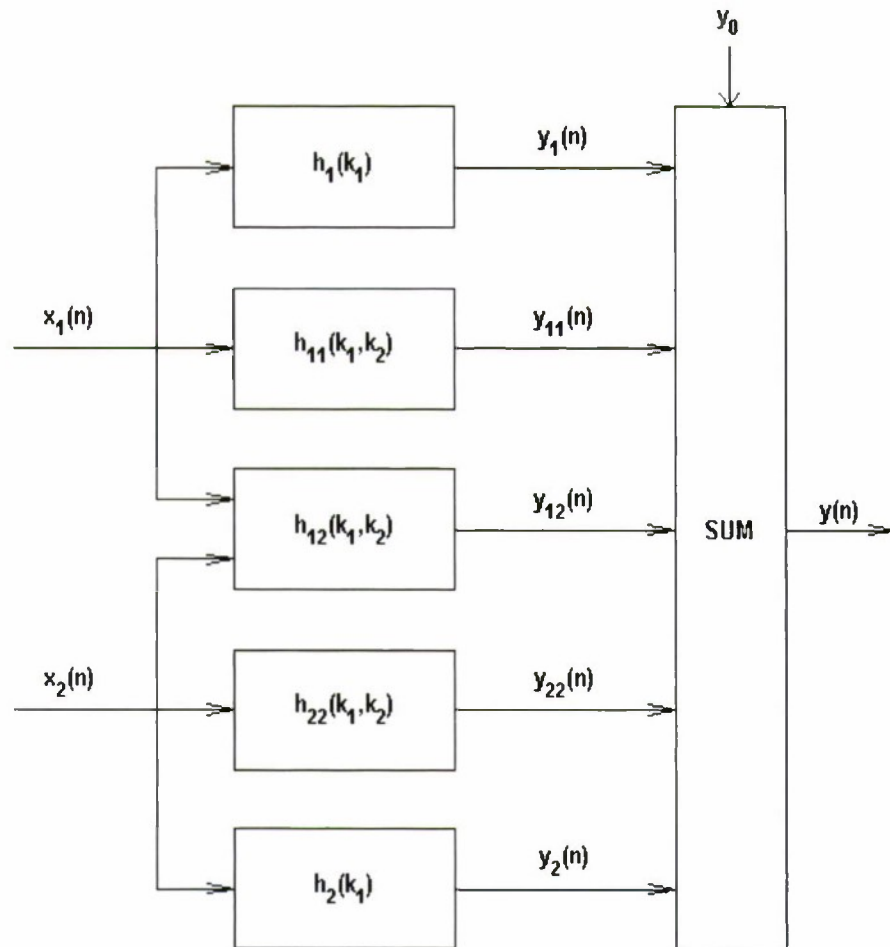 y₀
h₁(k₁)
y₁(n)
x₁(n)
h₁₁(k₁,k₂)
y₁₁(n)
h₁₂(k₁,k₂)
y₁₂(n)
SUM
y(n)
x₂(n)
h₂₂(k₁,k₂)
y₂₂(n)
h₂(k₁)
y₂(n)